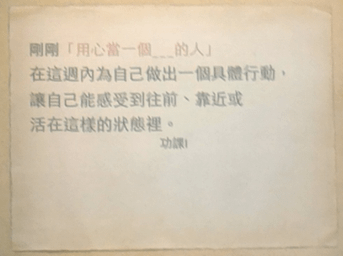 剛剛「用心當一個___的人」
在這週內為自己做出一個具體行動，
讓自己能感受到往前、靠近或
活在這樣的狀態裡。
功課1